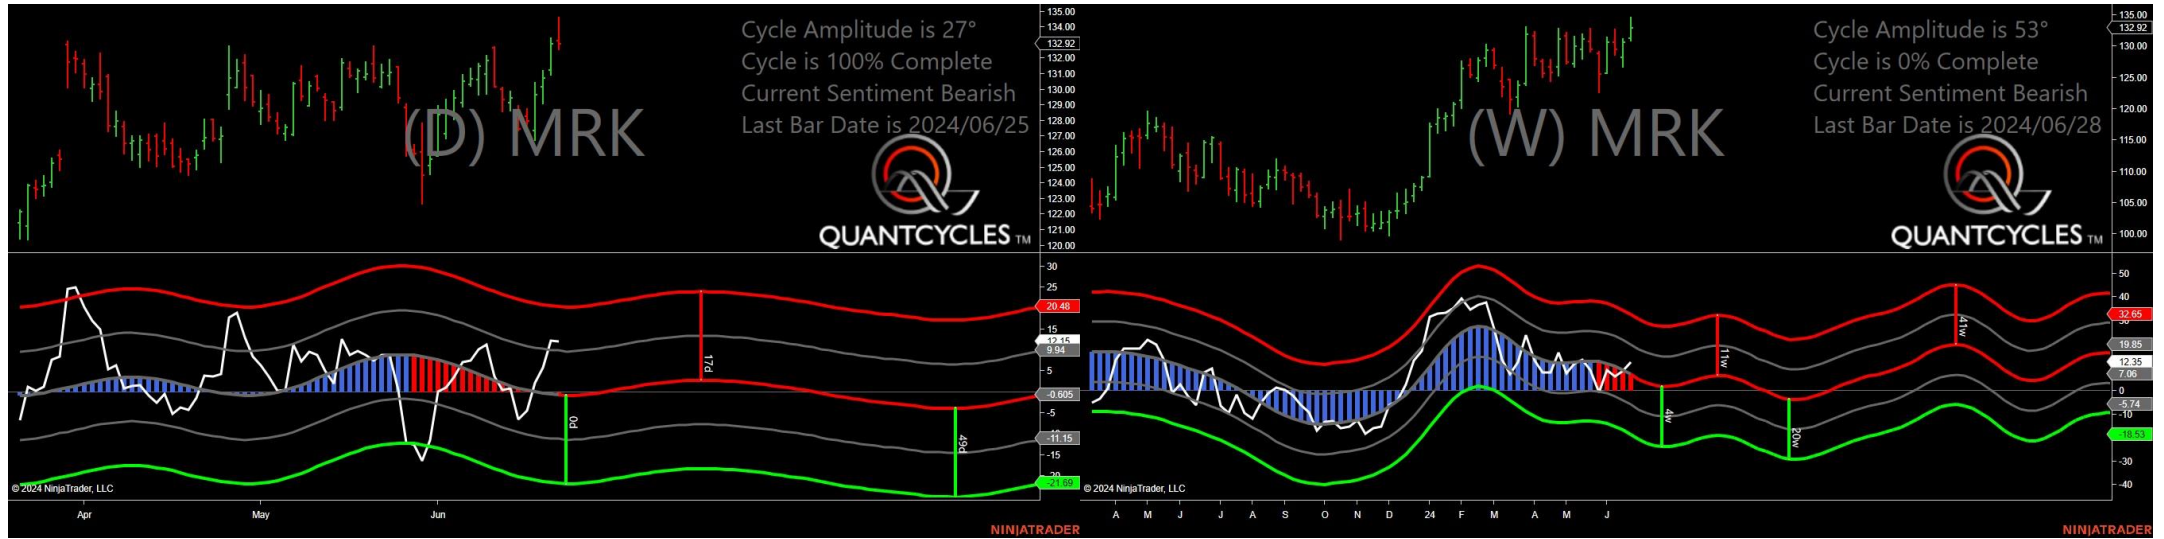 Cycle Amplitude is 27°
Cycle is 100% Complete
Current Sentiment Bearish
Last Bar Date is 2024/06/25
(D) MRK
QUANTCYCLES TM
135.00
134.00
132.92
132.00
131.00
130.00
129.00
128.00
127.00
126.00
125.00
124.00
123.00
122.00
121.00
120.00
30
25
20.48
15
12.15
9.94
5
-0.605
-5
-11.15
-15
-21.69
17d
0d
49d
© 2024 NinjaTrader, LLC
Apr May Jun
NINJATRADER
Cycle Amplitude is 53°
Cycle is 0% Complete
Current Sentiment Bearish
Last Bar Date is 2024/06/28
(W) MRK
QUANTCYCLES TM
135.00
132.92
130.00
125.00
120.00
115.00
110.00
105.00
100.00
50
40
32.65
19.85
12.35
7.06
0
-5.74
-10
-18.53
-30
-40
11w
4w
20w
41w
© 2024 NinjaTrader, LLC
A M J J A S O N D 24 F M A M J
NINJATRADER